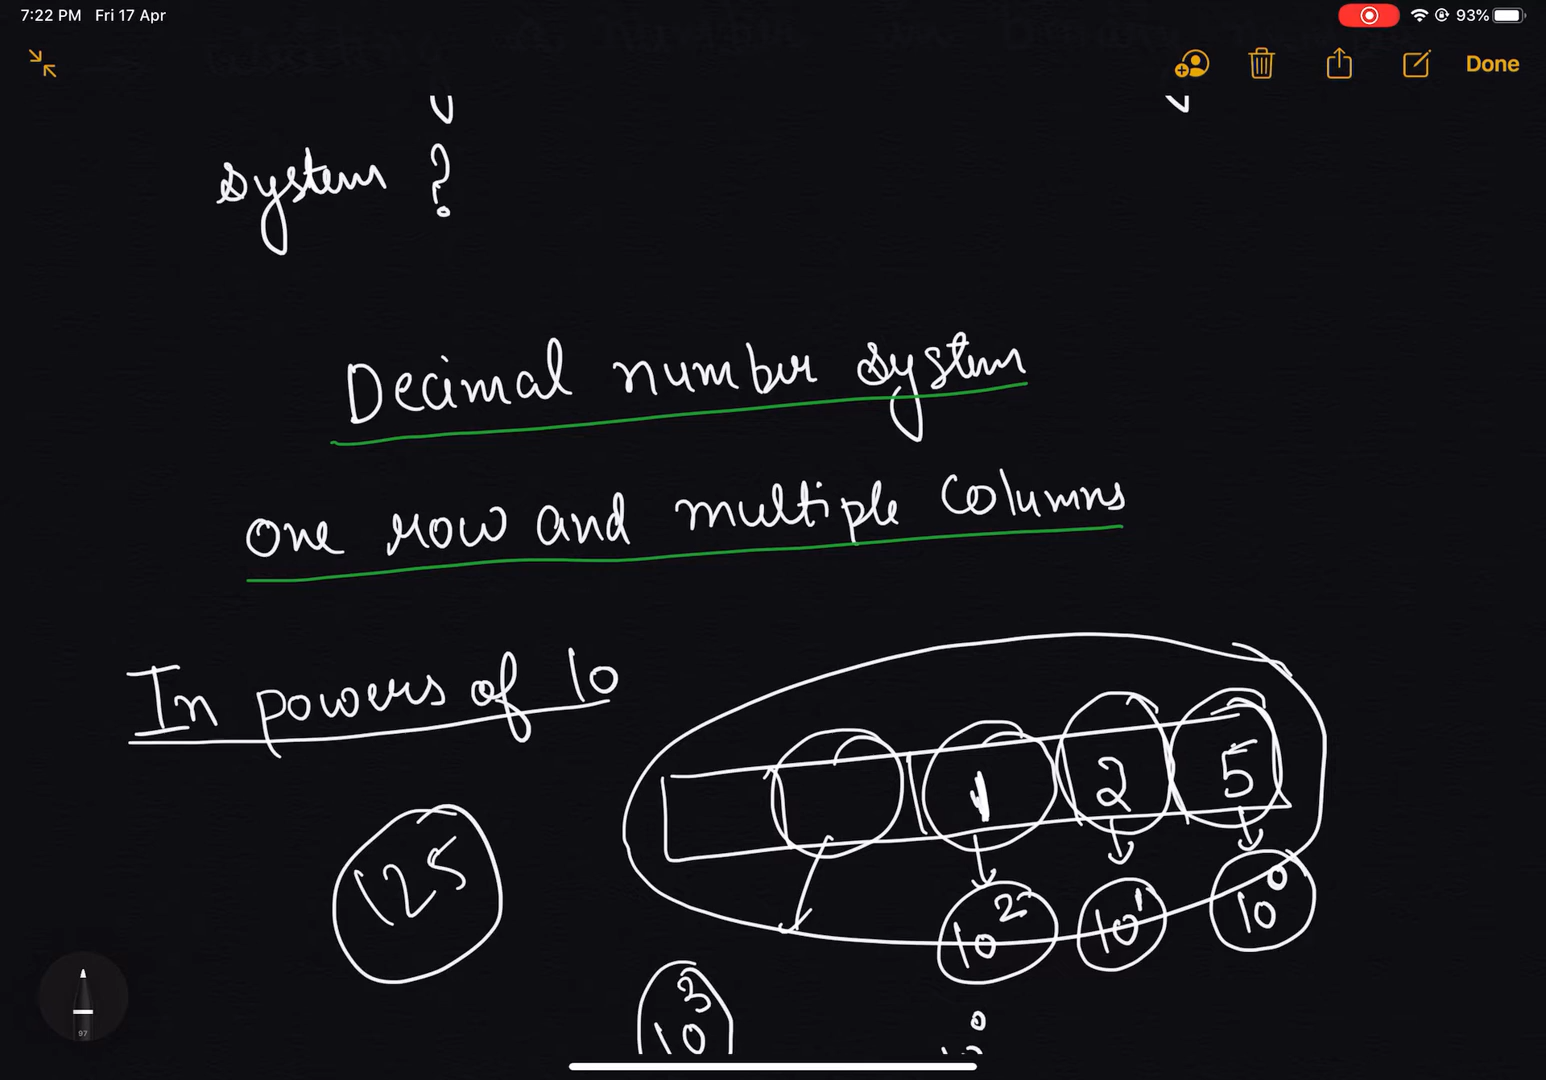 7:22 PM Fri 17 Apr
93%
Done
system ?
Decimal number system
one row and multiple columns
In powers of 10
1 2 5
125
10² 10¹ 10⁰
10³
97